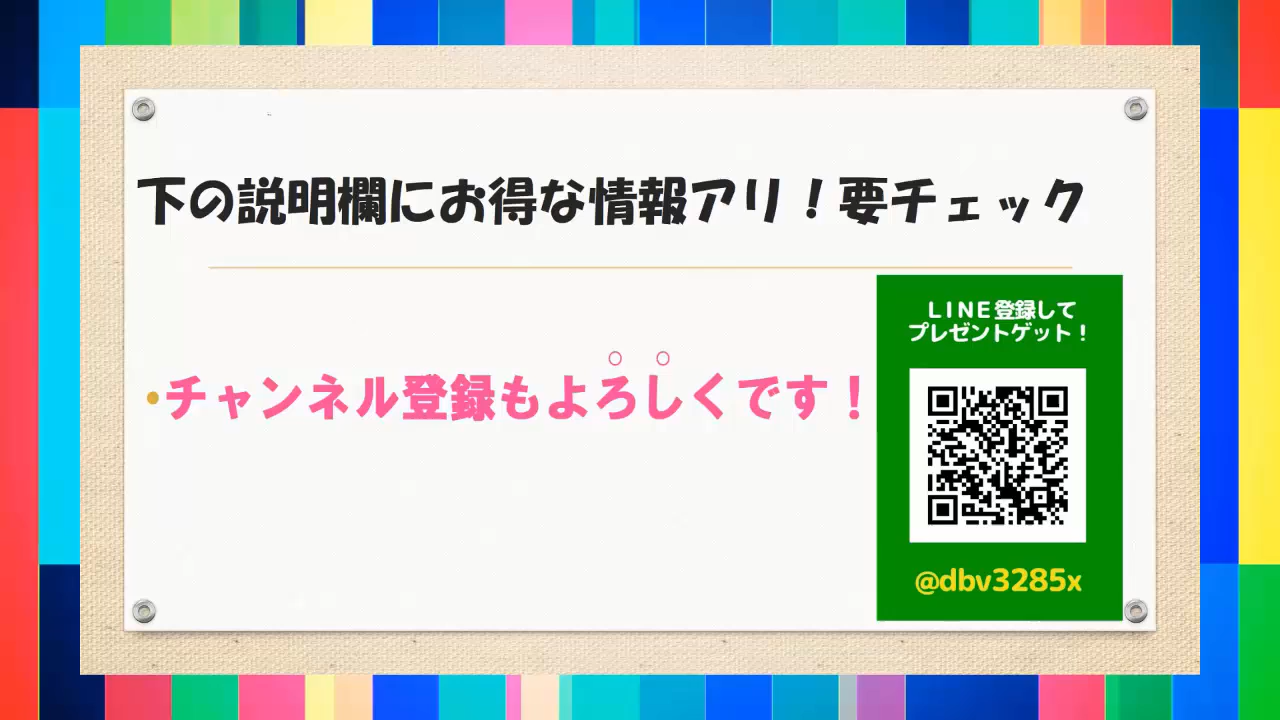 下の説明欄にお得な情報アリ！要チェック
•チャンネル登録もよろしくです！
LINE登録して
プレゼントゲット！
@dbv3285x